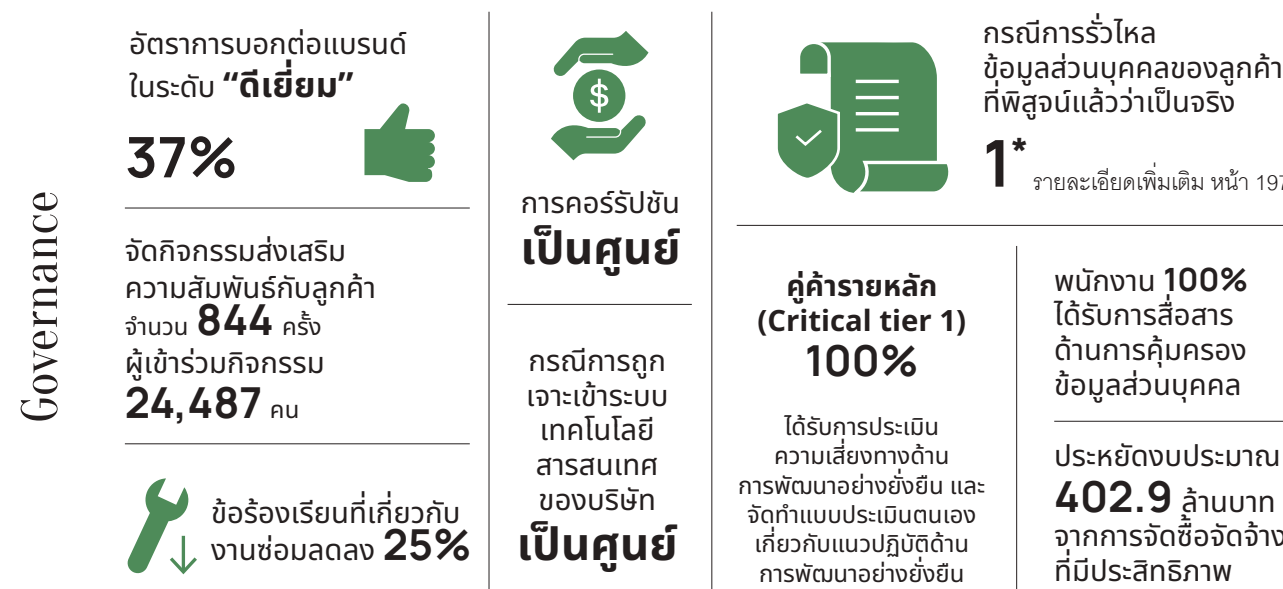 Governance
อัตราการบอกต่อแบรนด์
ในระดับ “ดีเยี่ยม”
37%
จัดกิจกรรมส่งเสริม
ความสัมพันธ์กับลูกค้า
จำนวน 844 ครั้ง
ผู้เข้าร่วมกิจกรรม
24,487 คน
ข้อร้องเรียนที่เกี่ยวกับ
งานซ่อมลดลง 25%
$
การคอร์รัปชัน
เป็นศูนย์
กรณีการถูก
เจาะเข้าระบบ
เทคโนโลยี
สารสนเทศ
ของบริษัท
เป็นศูนย์
กรณีการรั่วไหล
ข้อมูลส่วนบุคคลของลูกค้า
ที่พิสูจน์แล้วว่าเป็นจริง
1*
รายละเอียดเพิ่มเติม หน้า 197
คู่ค้ารายหลัก
(Critical tier 1)
100%
ได้รับการประเมิน
ความเสี่ยงทางด้าน
การพัฒนาอย่างยั่งยืน และ
จัดทำแบบประเมินตนเอง
เกี่ยวกับแนวปฏิบัติด้าน
การพัฒนาอย่างยั่งยืน
พนักงาน 100%
ได้รับการสื่อสาร
ด้านการคุ้มครอง
ข้อมูลส่วนบุคคล
ประหยัดงบประมาณ
402.9 ล้านบาท
จากการจัดซื้อจัดจ้าง
ที่มีประสิทธิภาพ